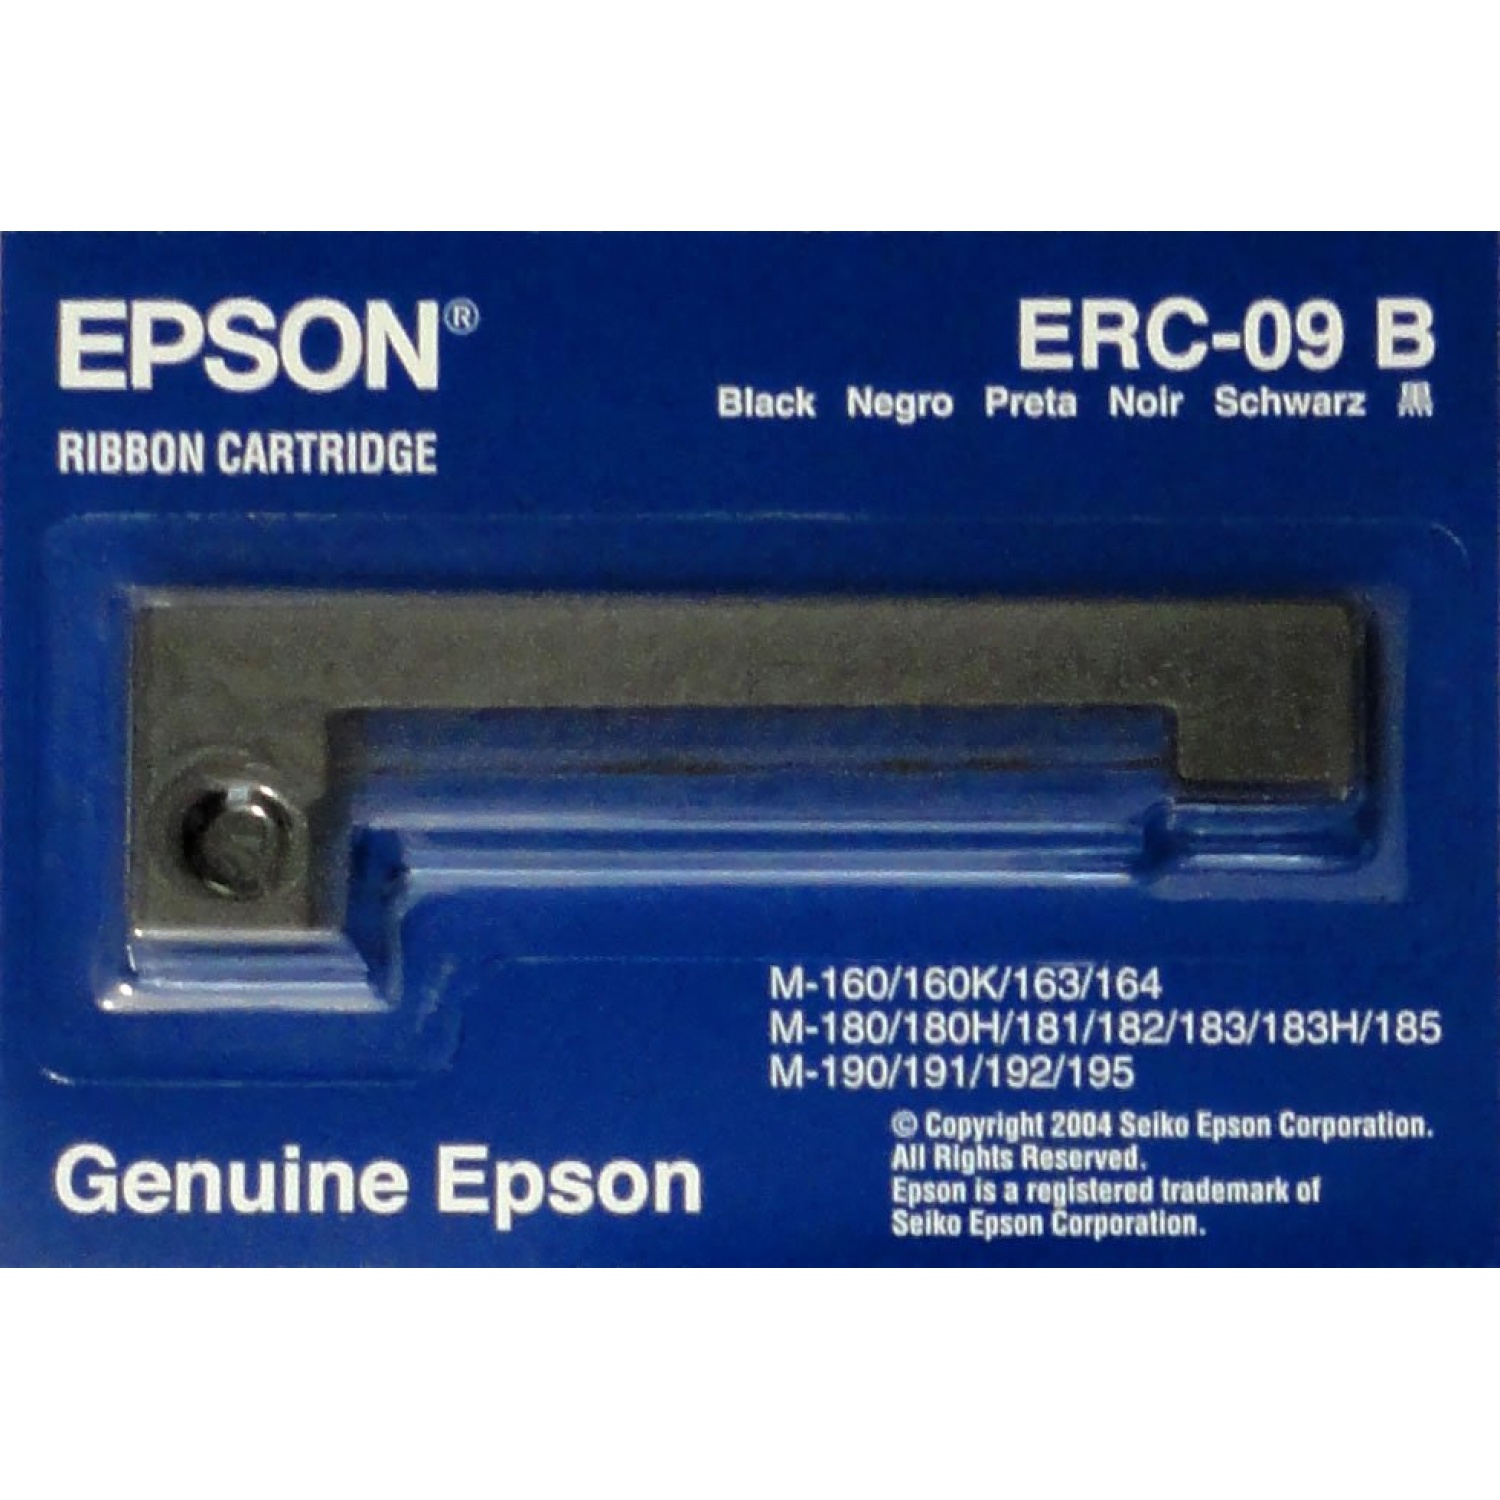 EPSON®
RIBBON CARTRIDGE
ERC-09 B
Black Negro Preta Noir Schwarz 黒
M-160/160K/163/164
M-180/180H/181/182/183/183H/185
M-190/191/192/195
© Copyright 2004 Seiko Epson Corporation.
All Rights Reserved.
Epson is a registered trademark of
Seiko Epson Corporation.
Genuine Epson